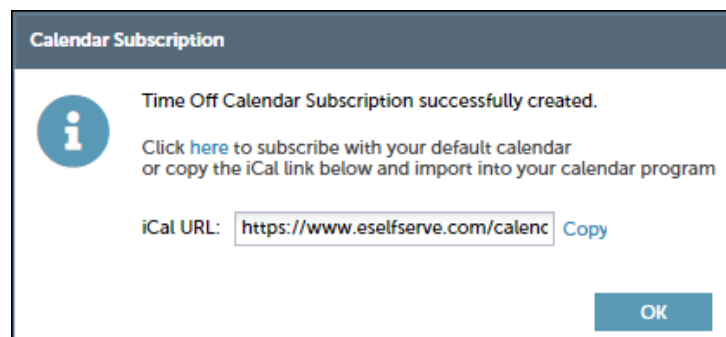 Calendar Subscription
Time Off Calendar Subscription successfully created.
Click here to subscribe with your default calendar
or copy the iCal link below and import into your calendar program
iCal URL: https://www.eselfserve.com/calenc Copy
OK